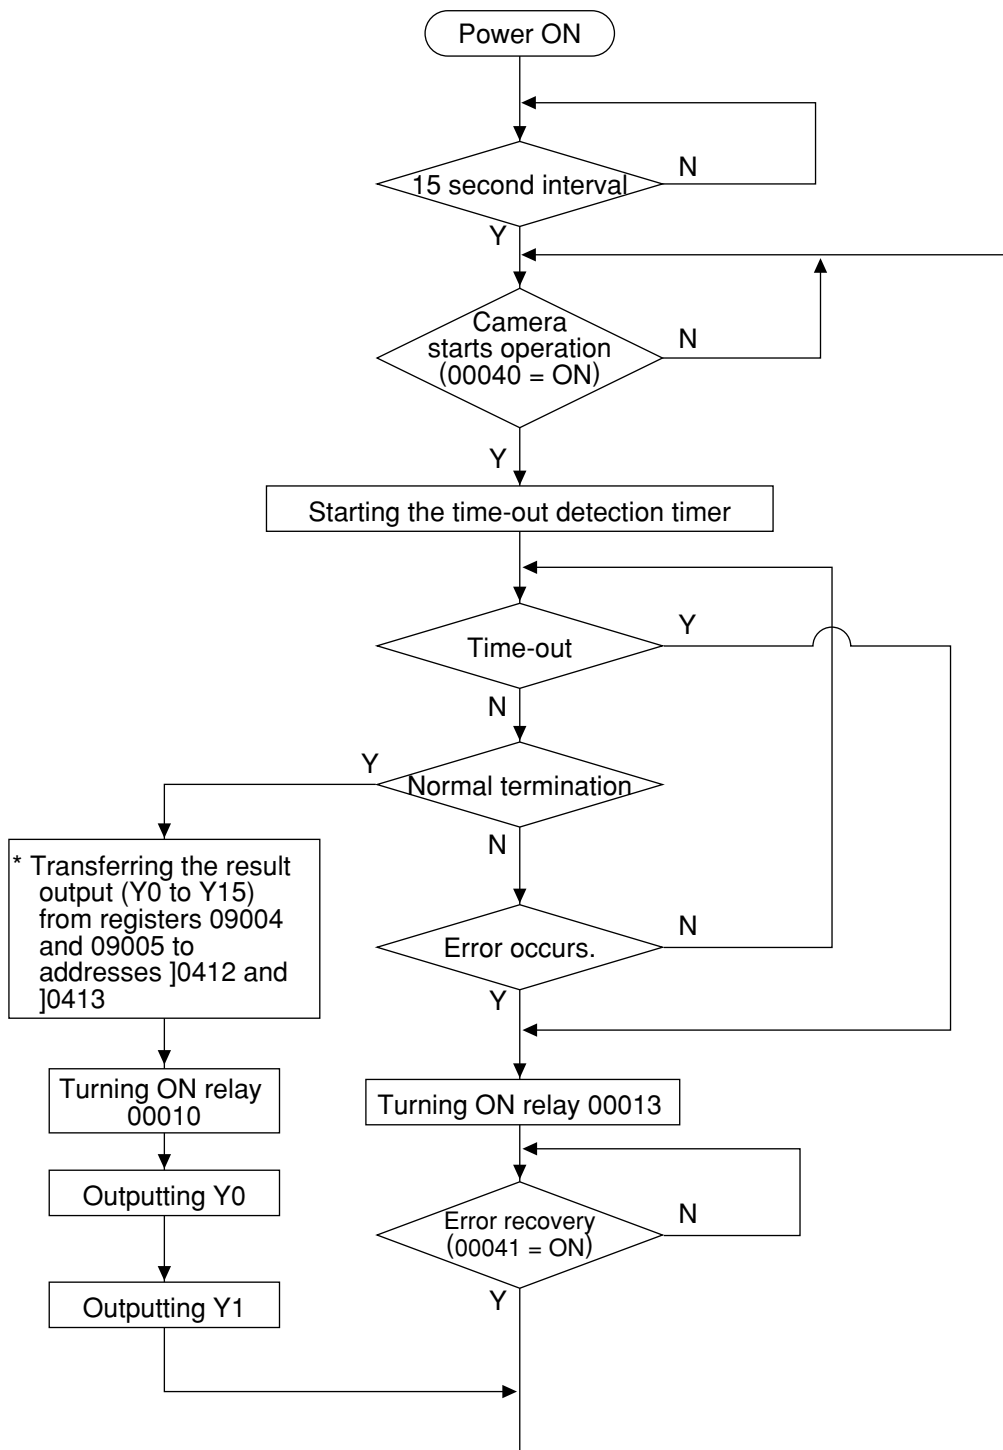 Power ON
15 second interval
N
Y
Camera
starts operation
(00040 = ON)
N
Y
Starting the time-out detection timer
Time-out
Y
N
Normal termination
Y
N
* Transferring the result
output (Y0 to Y15)
from registers 09004
and 09005 to
addresses ]0412 and
]0413
Error occurs.
N
Y
Turning ON relay
00010
Turning ON relay 00013
Outputting Y0
Error recovery
(00041 = ON)
N
Y
Outputting Y1